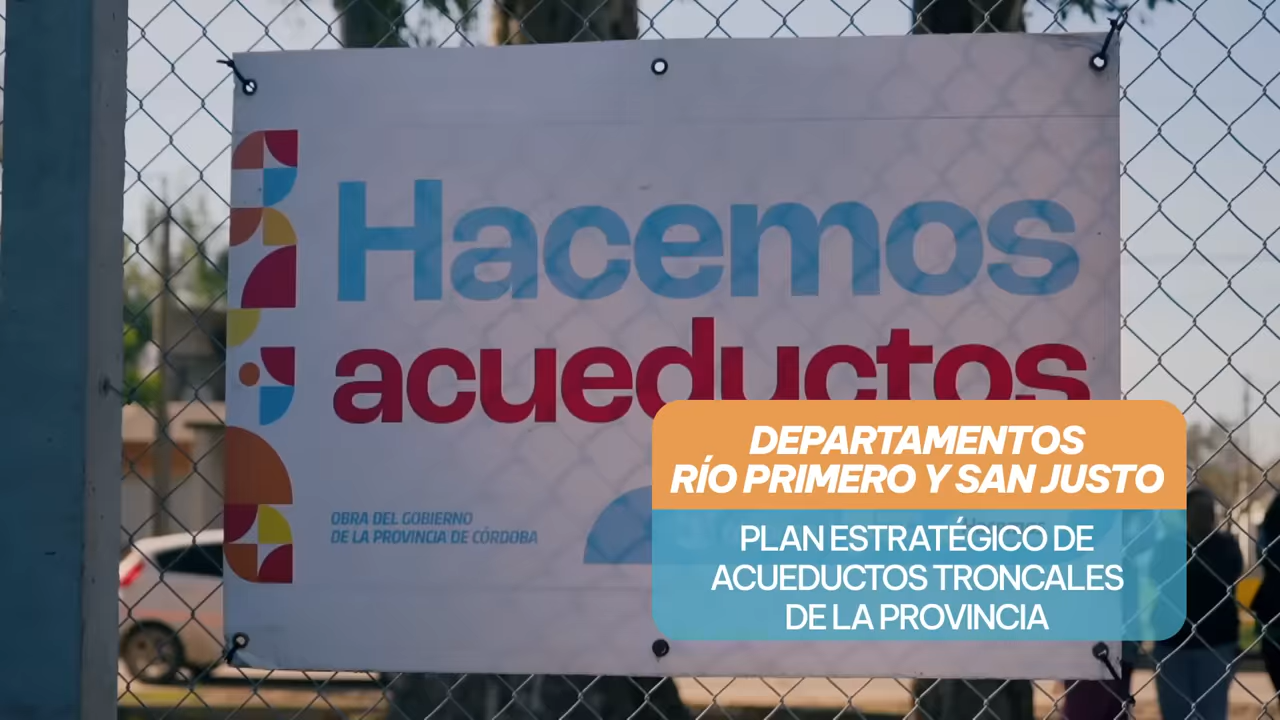 Hacemos
acueductos
OBRA DEL GOBIERNO
DE LA PROVINCIA DE CÓRDOBA
DEPARTAMENTOS
RÍO PRIMERO Y SAN JUSTO
PLAN ESTRATÉGICO DE
ACUEDUCTOS TRONCALES
DE LA PROVINCIA